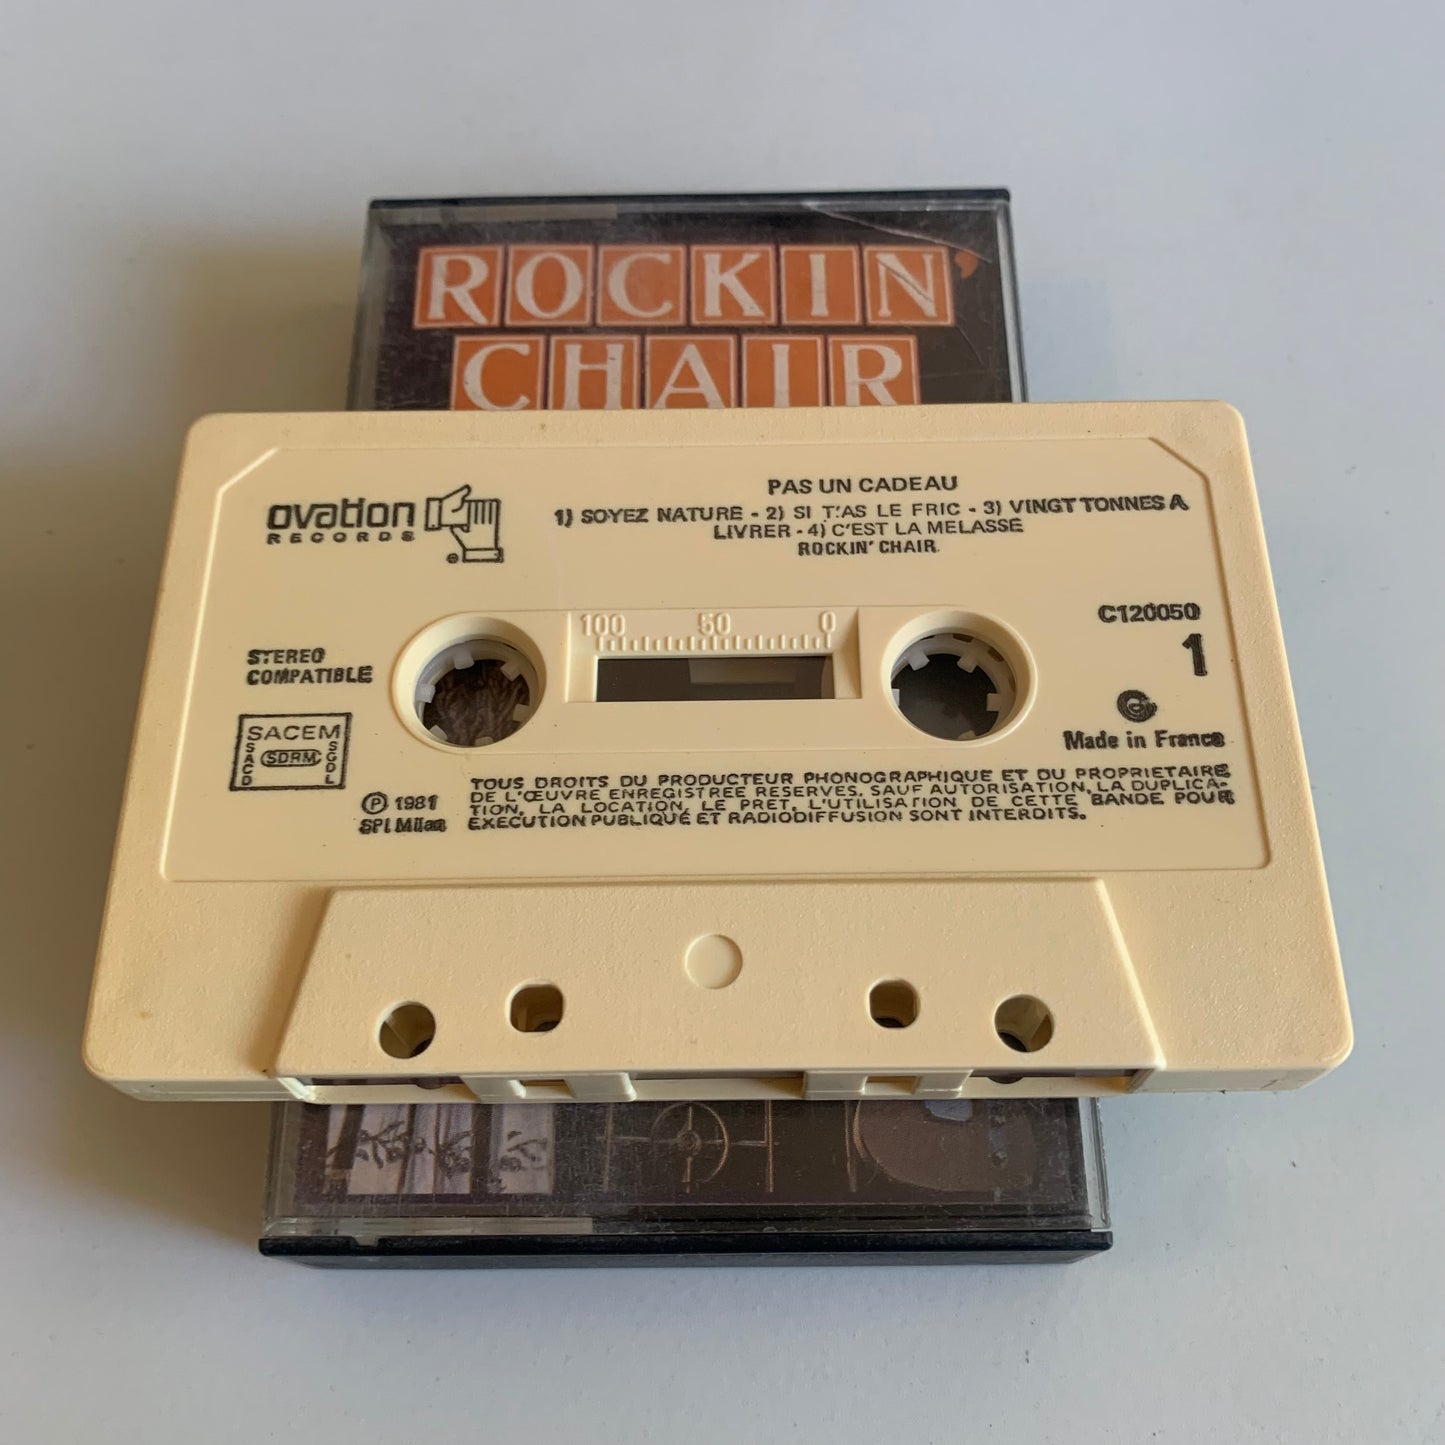 ROCKIN'
CHAIR
ovation
RECORDS
PAS UN CADEAU
1) SOYEZ NATURE - 2) SI T'AS LE FRIC - 3) VINGT TONNES A
LIVRER - 4) C'EST LA MELASSE
ROCKIN' CHAIR
100 50 0
C120050
1
STEREO
COMPATIBLE
SACEM
SACD
SDRM
SGDL
Made in France
℗ 1981
SPI Milan
TOUS DROITS DU PRODUCTEUR PHONOGRAPHIQUE ET DU PROPRIETAIRE
DE L'ŒUVRE ENREGISTREE RESERVES. SAUF AUTORISATION, LA DUPLICA-
TION, LA LOCATION, LE PRET, L'UTILISATION DE CETTE BANDE POUR
EXECUTION PUBLIQUE ET RADIODIFFUSION SONT INTERDITS.